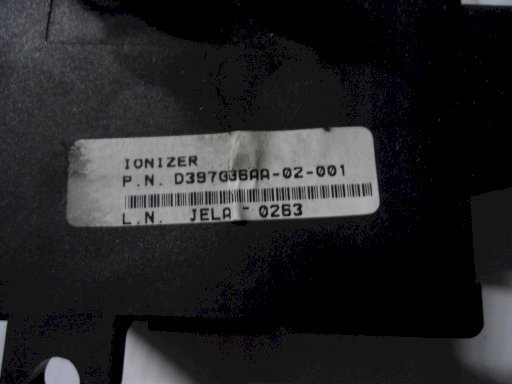 IONIZER
P.N. D397G36AA-02-001
L.N. JELA - 0263